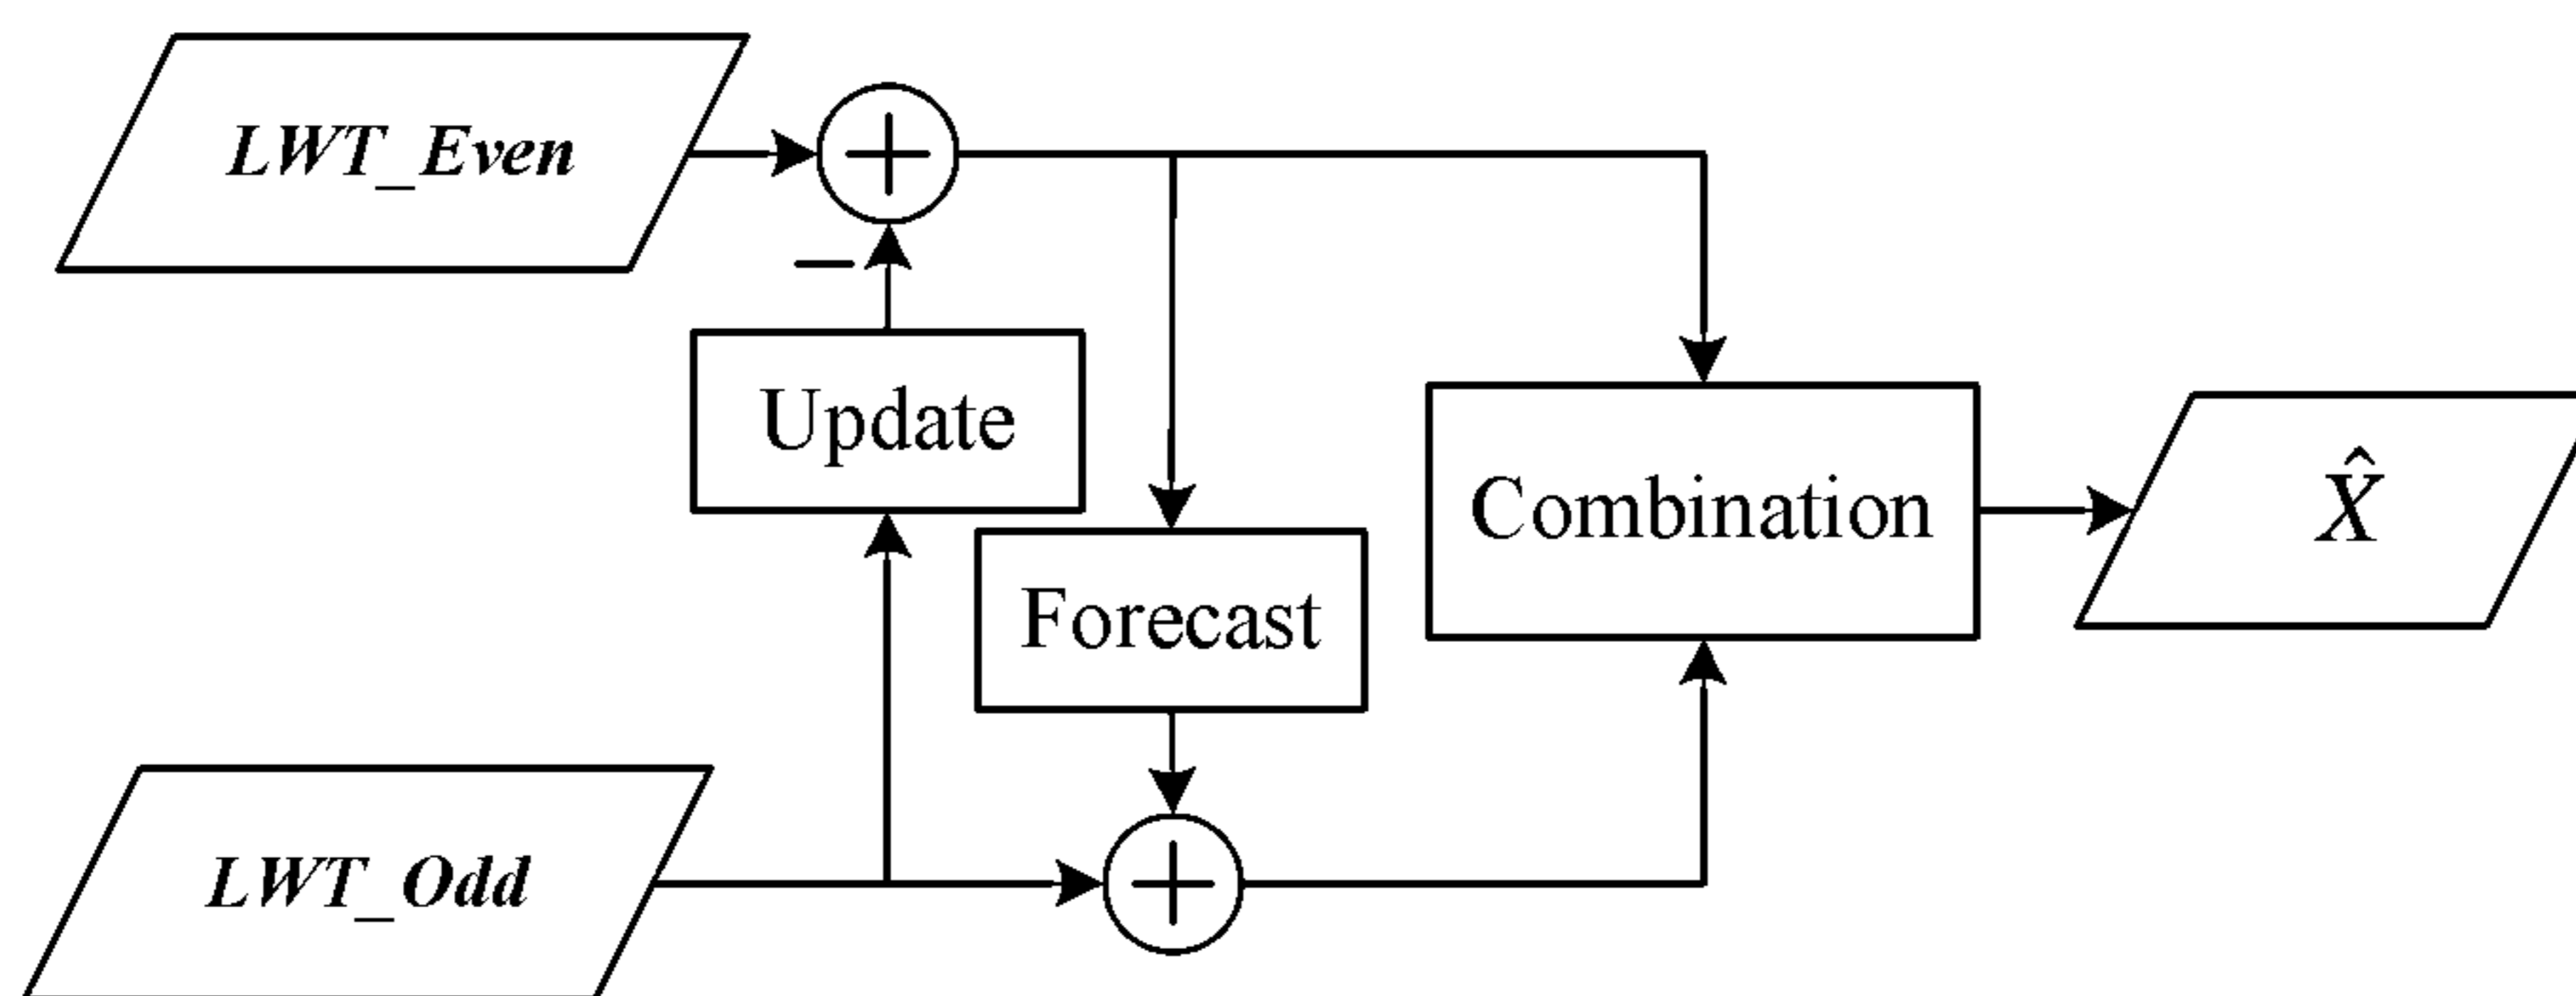 LWT_Even
+
−
Update
Forecast
Combination
X̂
LWT_Odd
+